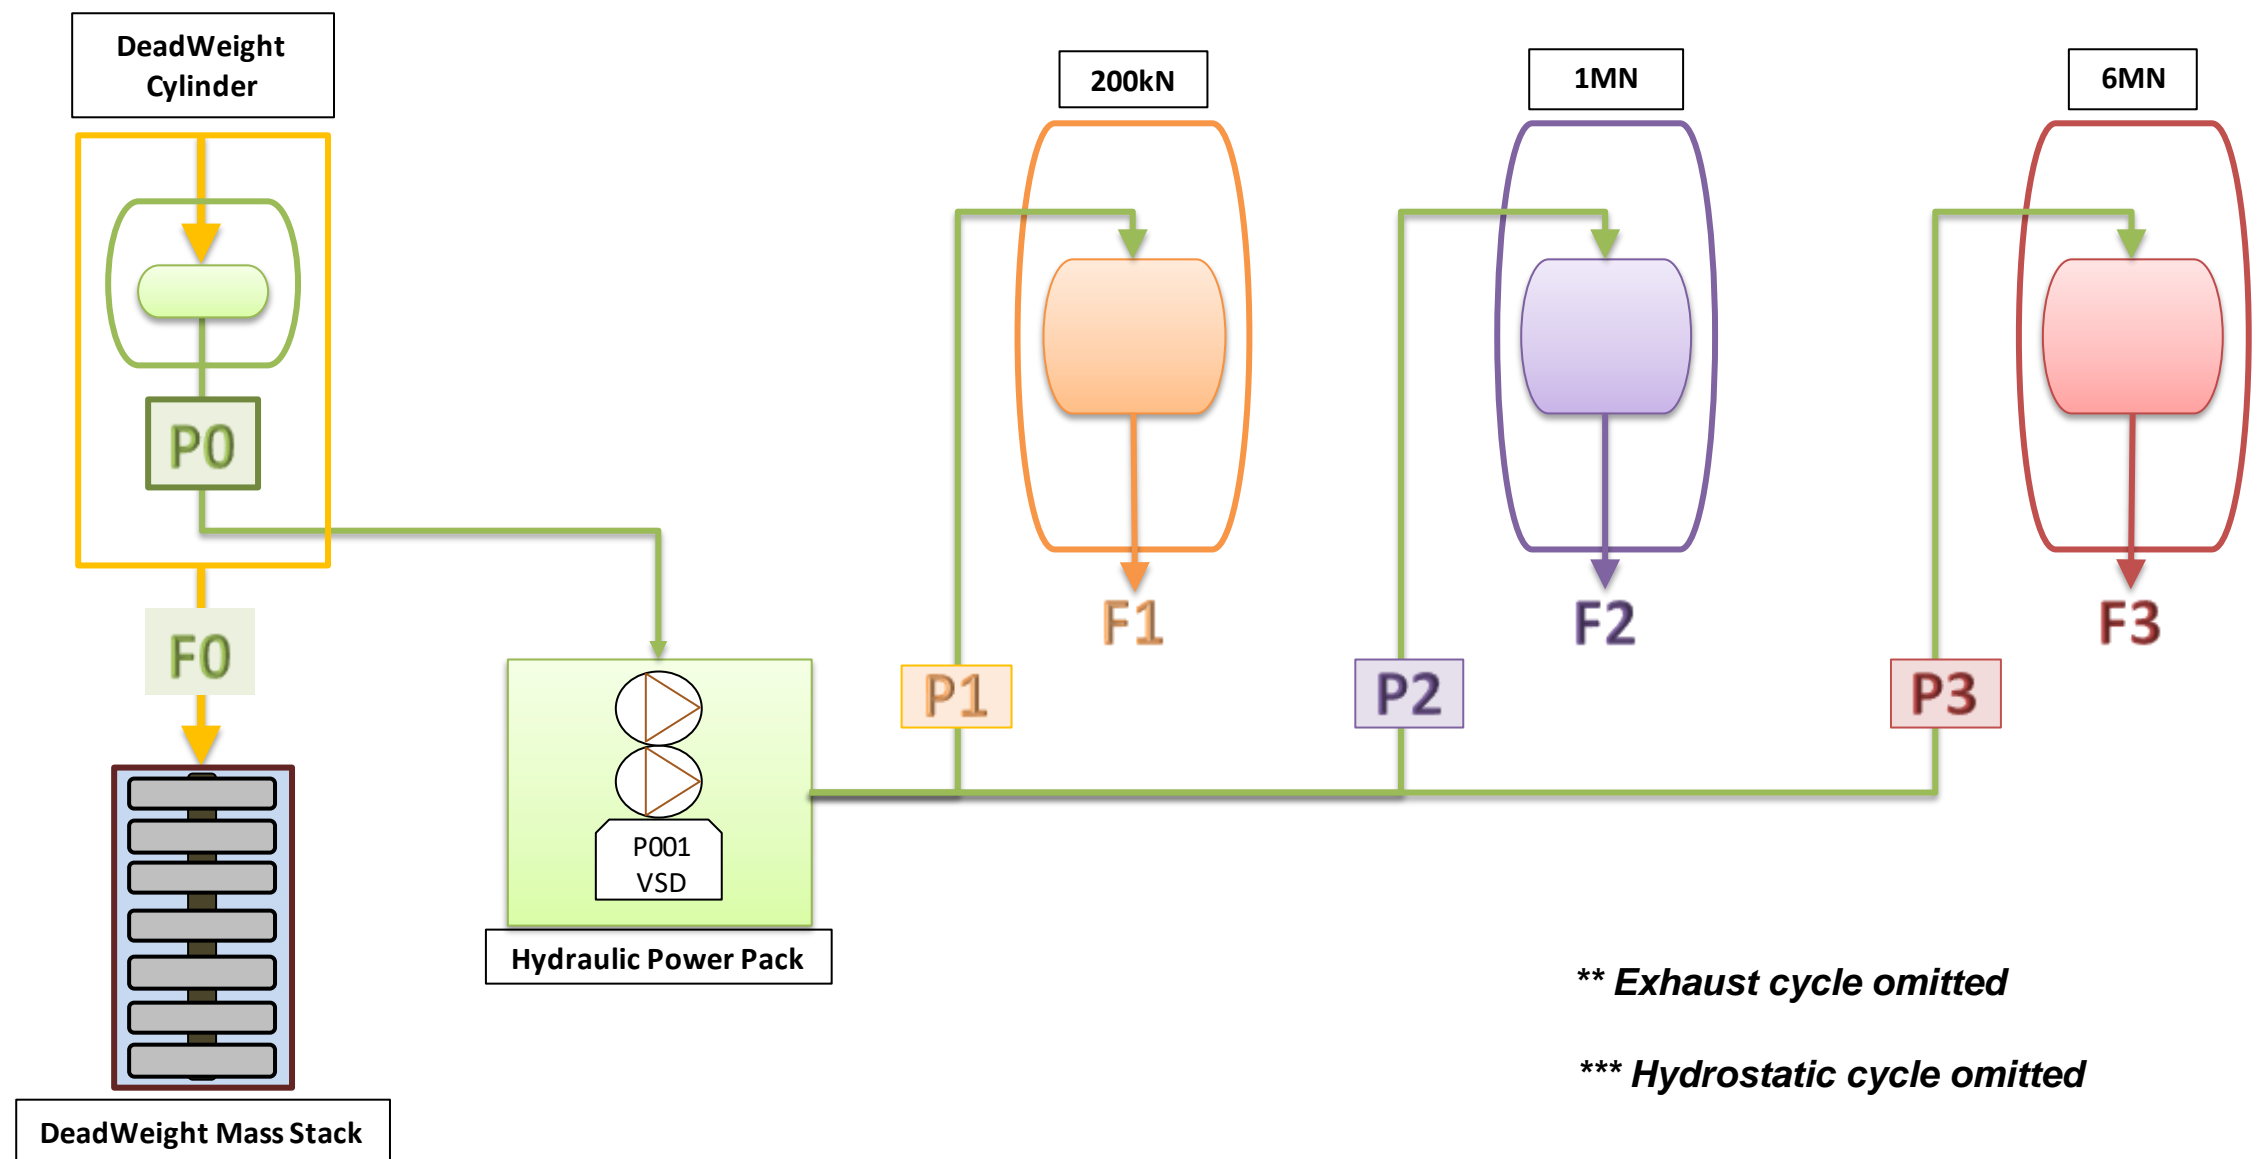 DeadWeight
Cylinder
200kN
1MN
6MN
P0
F0
F1
F2
F3
P1
P2
P3
P001
VSD
Hydraulic Power Pack
** Exhaust cycle omitted
*** Hydrostatic cycle omitted
DeadWeight Mass Stack